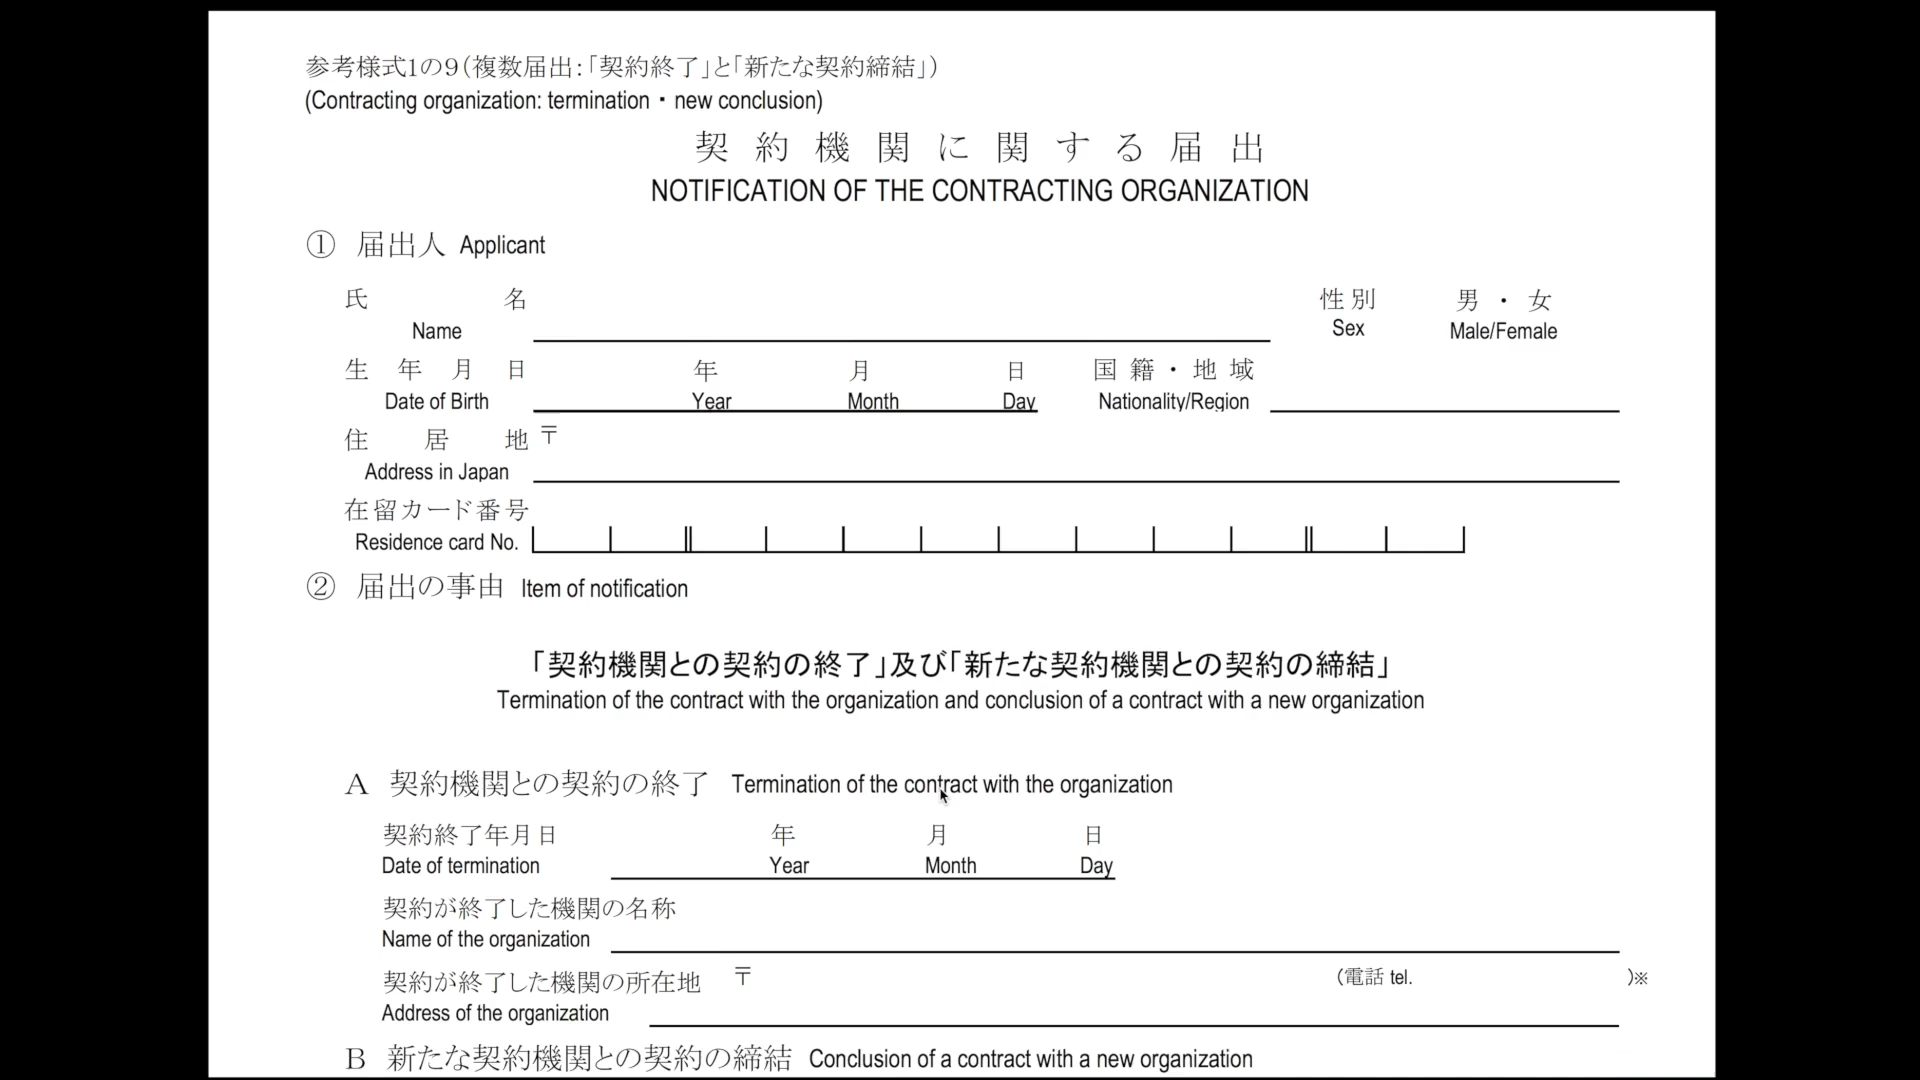 参考様式1の9(複数届出:「契約終了」と「新たな契約締結」)
(Contracting organization: termination・new conclusion)
契約機関に関する届出
NOTIFICATION OF THE CONTRACTING ORGANIZATION
① 届出人 Applicant
氏名 性別 男・女
Name Sex Male/Female
生年月日 年 月 日 国籍・地域
Date of Birth Year Month Day Nationality/Region
住居地 〒
Address in Japan
在留カード番号
Residence card No.
② 届出の事由 Item of notification
「契約機関との契約の終了」及び「新たな契約機関との契約の締結」
Termination of the contract with the organization and conclusion of a contract with a new organization
A 契約機関との契約の終了 Termination of the contract with the organization
契約終了年月日 年 月 日
Date of termination Year Month Day
契約が終了した機関の名称
Name of the organization
契約が終了した機関の所在地 〒 (電話 tel. )※
Address of the organization
B 新たな契約機関との契約の締結 Conclusion of a contract with a new organization